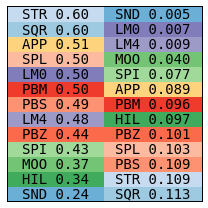 STR 0.60 SND 0.005
SQR 0.60 LM0 0.007
APP 0.51 LM4 0.009
SPL 0.50 MOO 0.040
LM0 0.50 SPI 0.077
PBM 0.50 APP 0.089
PBS 0.49 PBM 0.096
LM4 0.48 HIL 0.097
PBZ 0.44 PBZ 0.101
SPI 0.43 SPL 0.103
MOO 0.37 PBS 0.109
HIL 0.34 STR 0.109
SND 0.24 SQR 0.113